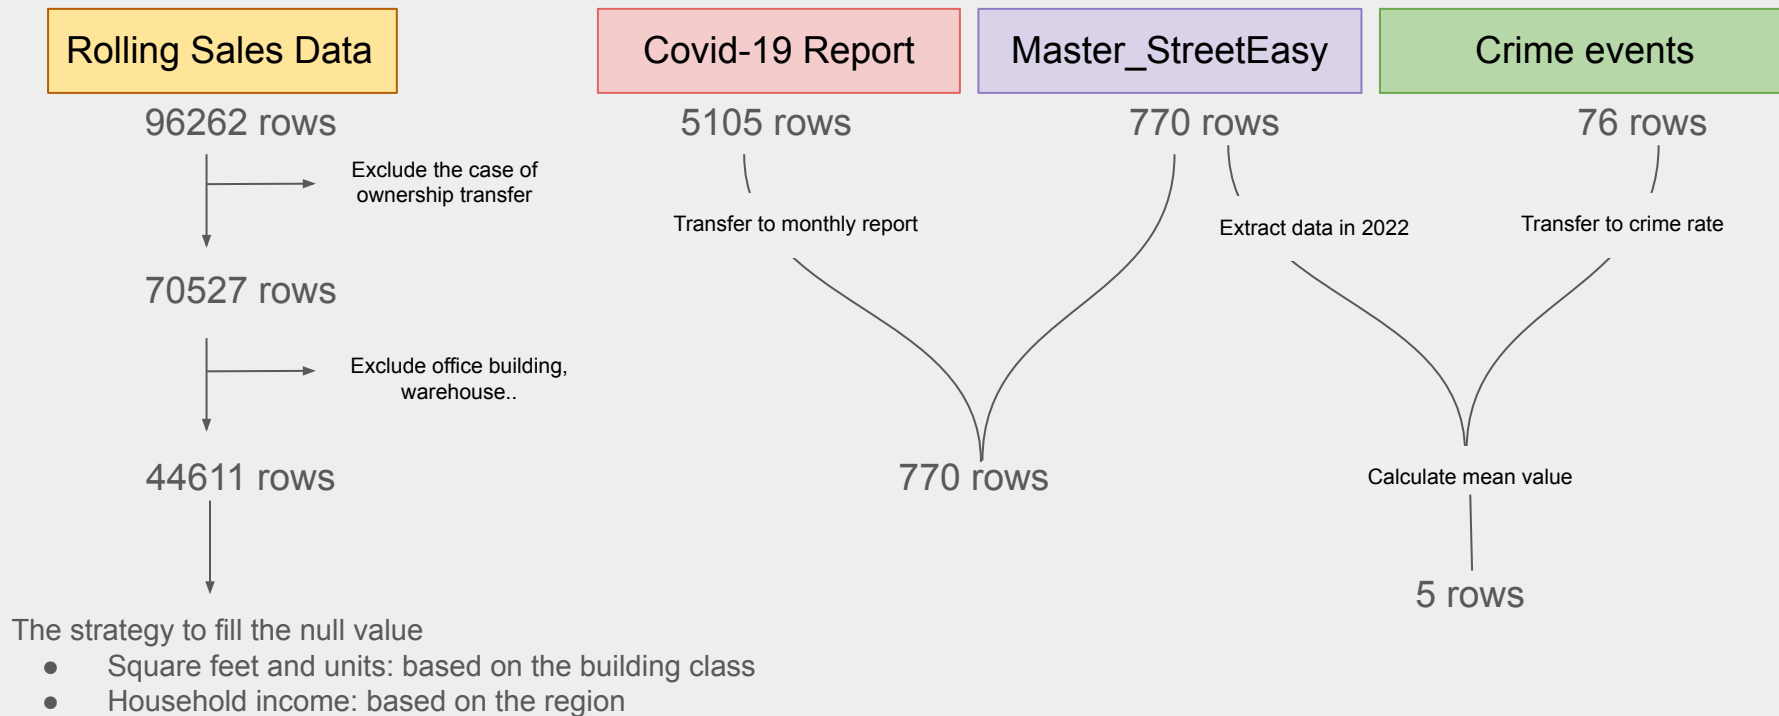 Rolling Sales Data
Covid-19 Report
Master_StreetEasy
Crime events
96262 rows
5105 rows
770 rows
76 rows
Exclude the case of
ownership transfer
Transfer to monthly report
Extract data in 2022
Transfer to crime rate
70527 rows
Exclude office building,
warehouse..
44611 rows
770 rows
Calculate mean value
5 rows
The strategy to fill the null value
● Square feet and units: based on the building class
● Household income: based on the region